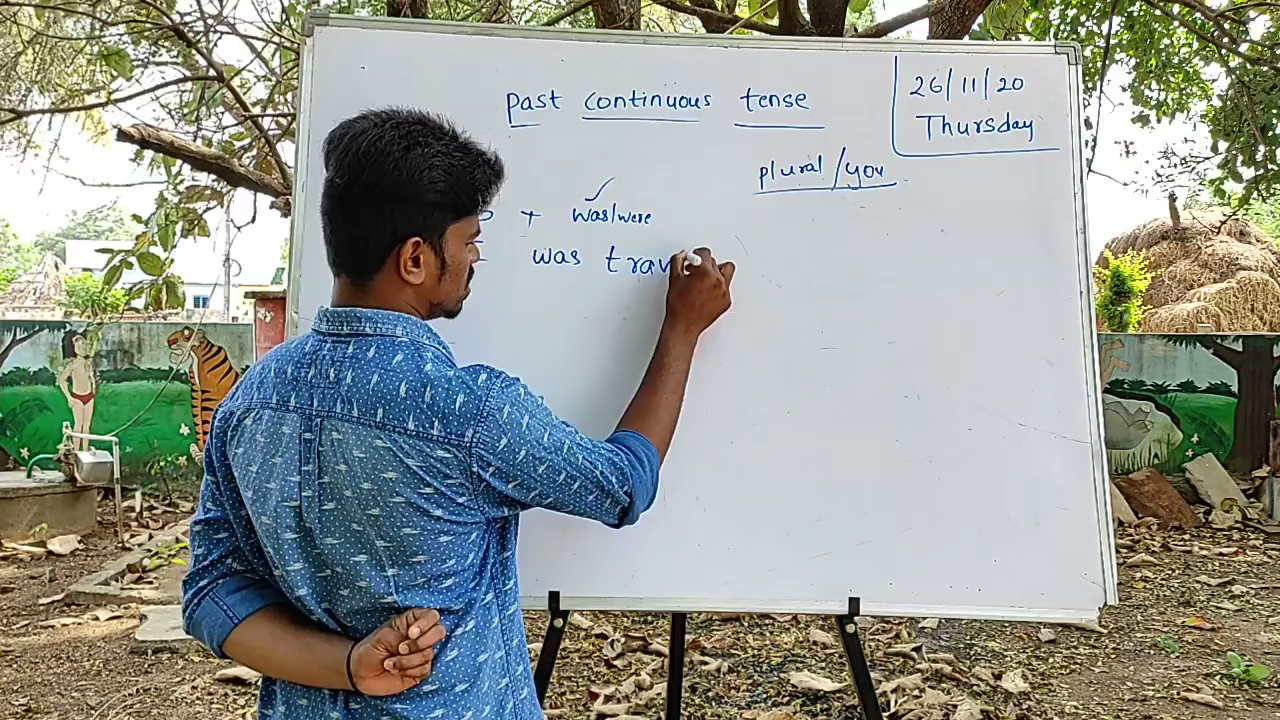 past continuous tense
26/11/20
Thursday
plural/you
+ was/were
was trav